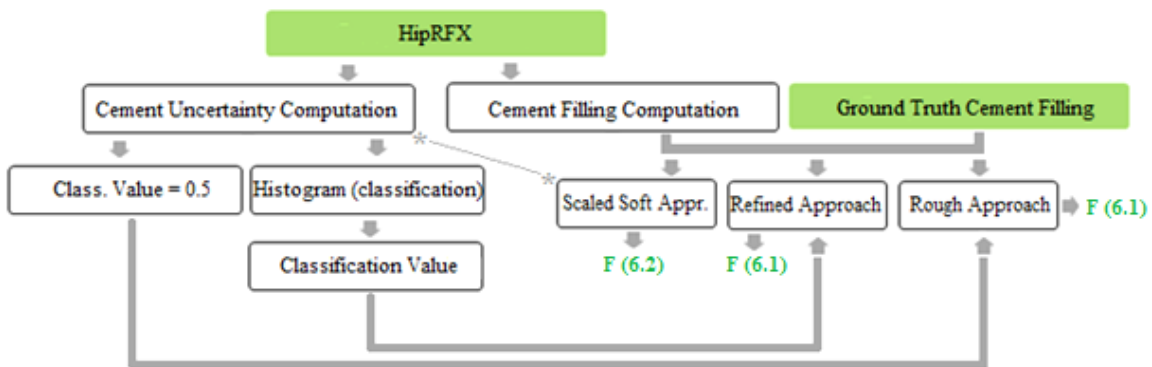 HipRFX
Cement Uncertainty Computation
Cement Filling Computation
Ground Truth Cement Filling
*
*
Class. Value = 0.5
Histogram (classification)
Scaled Soft Appr.
Refined Approach
Rough Approach
F (6.1)
Classification Value
F (6.2)
F (6.1)